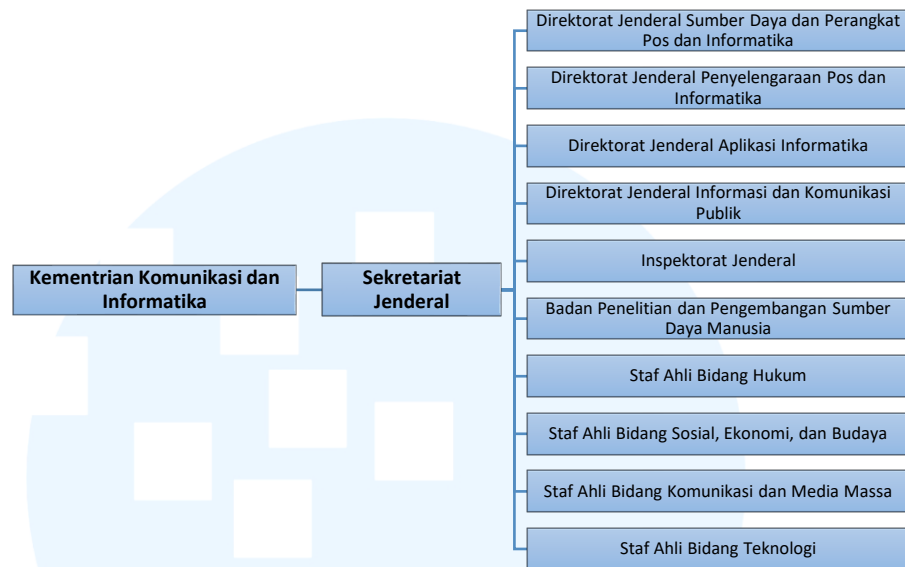 Direktorat Jenderal Sumber Daya dan Perangkat
Pos dan Informatika
Direktorat Jenderal Penyelengaraan Pos dan
Informatika
Direktorat Jenderal Aplikasi Informatika
Direktorat Jenderal Informasi dan Komunikasi
Publik
Kementrian Komunikasi dan
Informatika
Sekretariat
Jenderal
Inspektorat Jenderal
Badan Penelitian dan Pengembangan Sumber
Daya Manusia
Staf Ahli Bidang Hukum
Staf Ahli Bidang Sosial, Ekonomi, dan Budaya
Staf Ahli Bidang Komunikasi dan Media Massa
Staf Ahli Bidang Teknologi